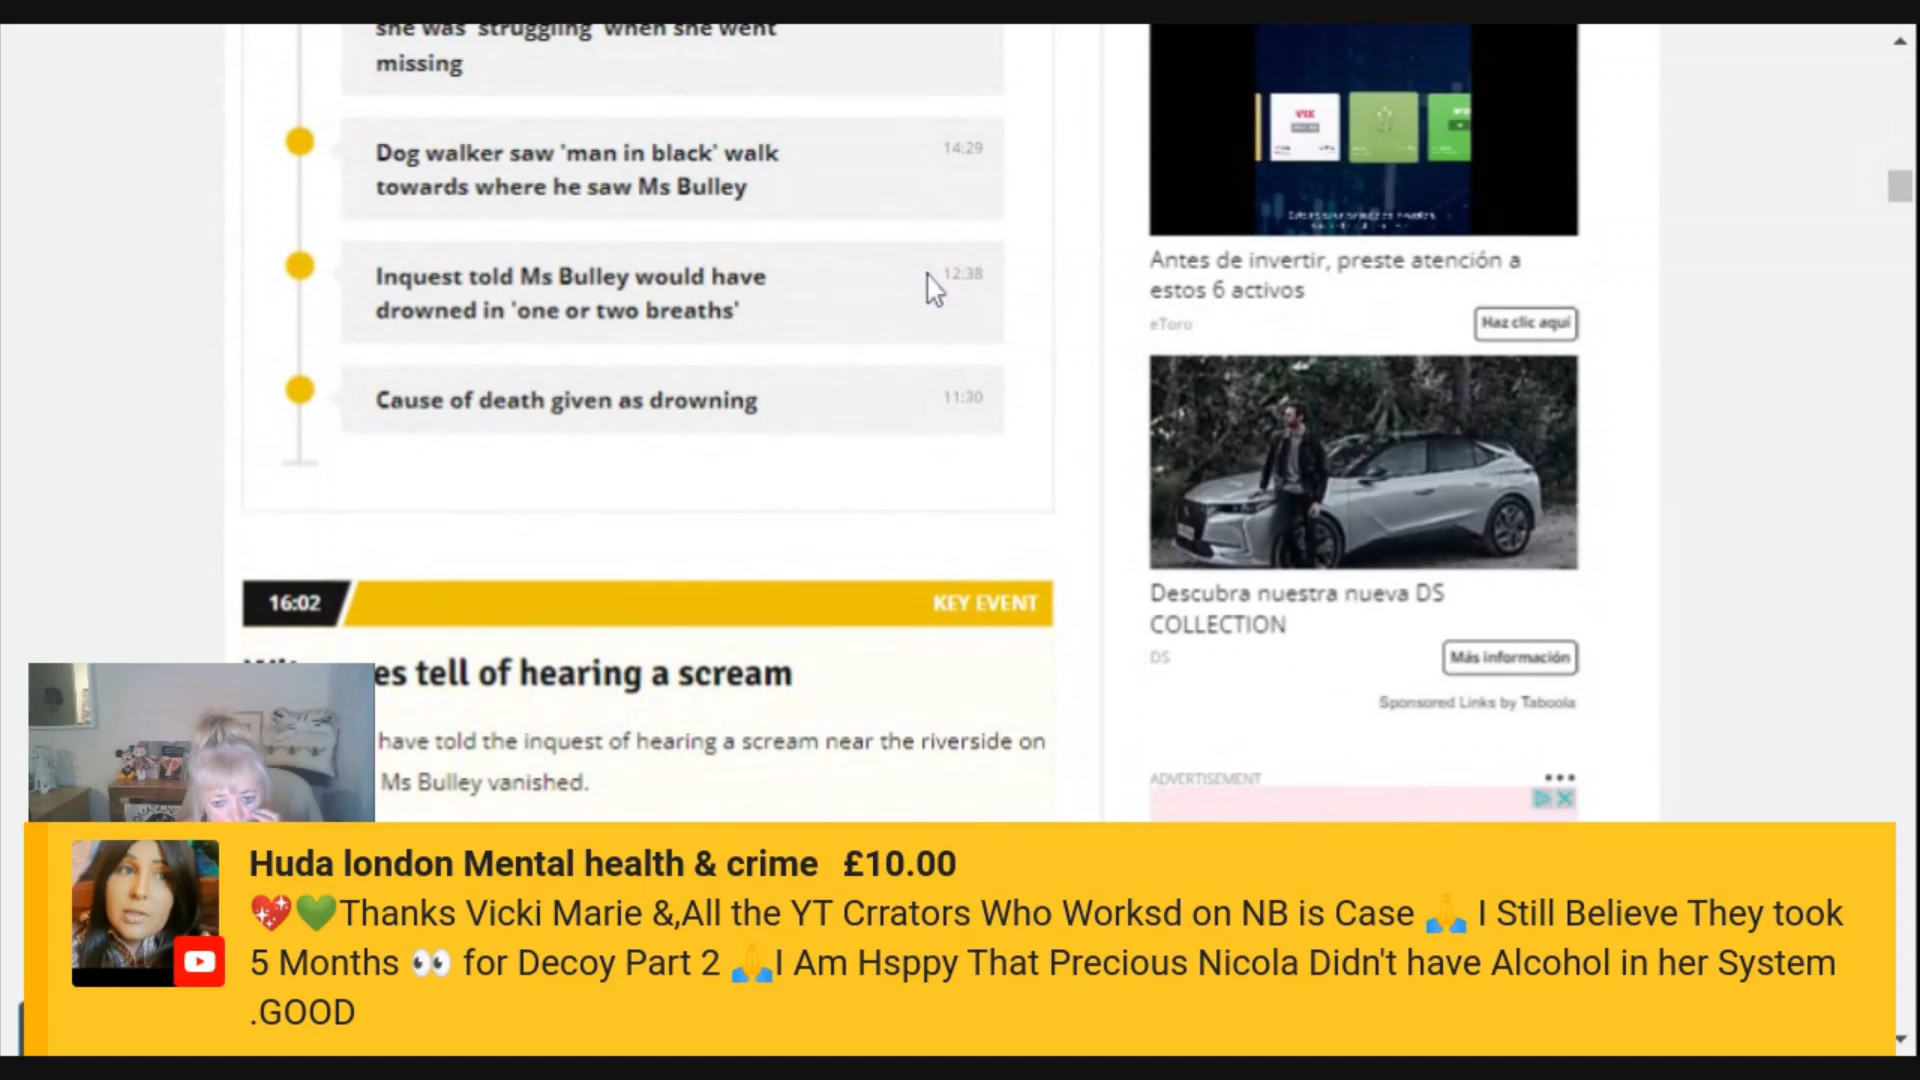 she was 'struggling' when she went
missing
Dog walker saw 'man in black' walk
towards where he saw Ms Bulley
14:29
Inquest told Ms Bulley would have
drowned in 'one or two breaths'
12:38
Cause of death given as drowning
11:30
16:02
KEY EVENT
es tell of hearing a scream
have told the inquest of hearing a scream near the riverside on
Ms Bulley vanished.
Antes de invertir, preste atención a
estos 6 activos
eToro
Haz clic aquí
Descubra nuestra nueva DS
COLLECTION
DS
Más información
Sponsored Links by Taboola
ADVERTISEMENT
Huda london Mental health & crime £10.00
💖💚Thanks Vicki Marie &,All the YT Crrators Who Worksd on NB is Case 🙏 I Still Believe They took
5 Months 👀 for Decoy Part 2 🙏I Am Hsppy That Precious Nicola Didn't have Alcohol in her System
.GOOD